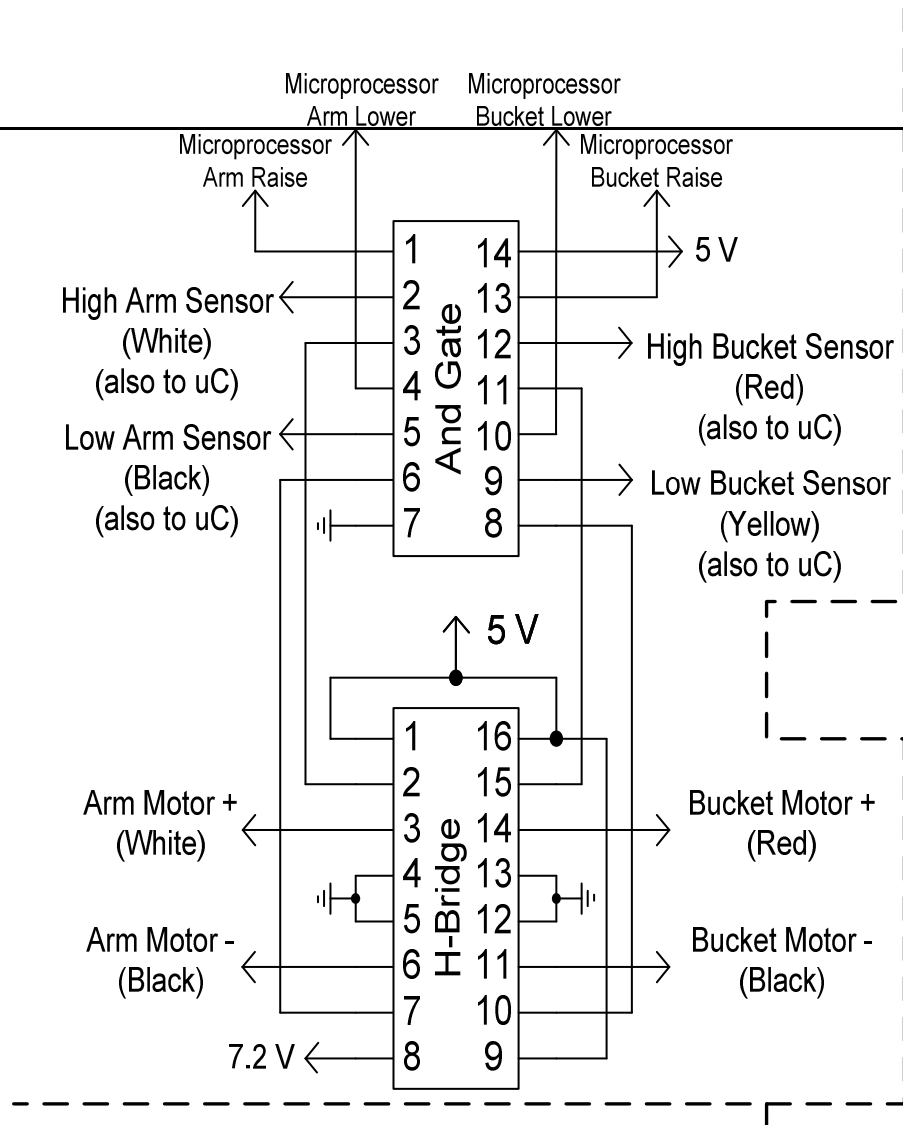 Microprocessor
Arm Lower
Microprocessor
Bucket Lower
Microprocessor
Arm Raise
Microprocessor
Bucket Raise
High Arm Sensor
(White)
(also to uC)
Low Arm Sensor
(Black)
(also to uC)
1
2
3
4
5
6
7
And Gate
14
13
12
11
10
9
8
5 V
High Bucket Sensor
(Red)
(also to uC)
Low Bucket Sensor
(Yellow)
(also to uC)
5 V
Arm Motor +
(White)
Arm Motor -
(Black)
7.2 V
1
2
3
4
5
6
7
8
H-Bridge
16
15
14
13
12
11
10
9
Bucket Motor +
(Red)
Bucket Motor -
(Black)